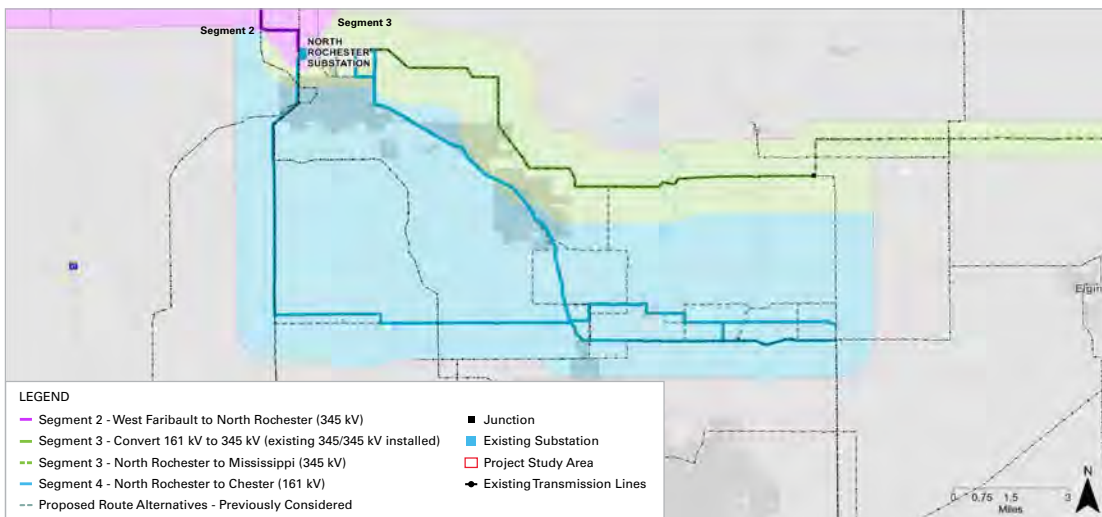 Segment 2
Segment 3
NORTH
ROCHESTER
SUBSTATION
Elgin
LEGEND
Segment 2 - West Faribault to North Rochester (345 kV)
Segment 3 - Convert 161 kV to 345 kV (existing 345/345 kV installed)
Segment 3 - North Rochester to Mississippi (345 kV)
Segment 4 - North Rochester to Chester (161 kV)
Proposed Route Alternatives - Previously Considered
Junction
Existing Substation
Project Study Area
Existing Transmission Lines
N
0 0.75 1.5 3
Miles